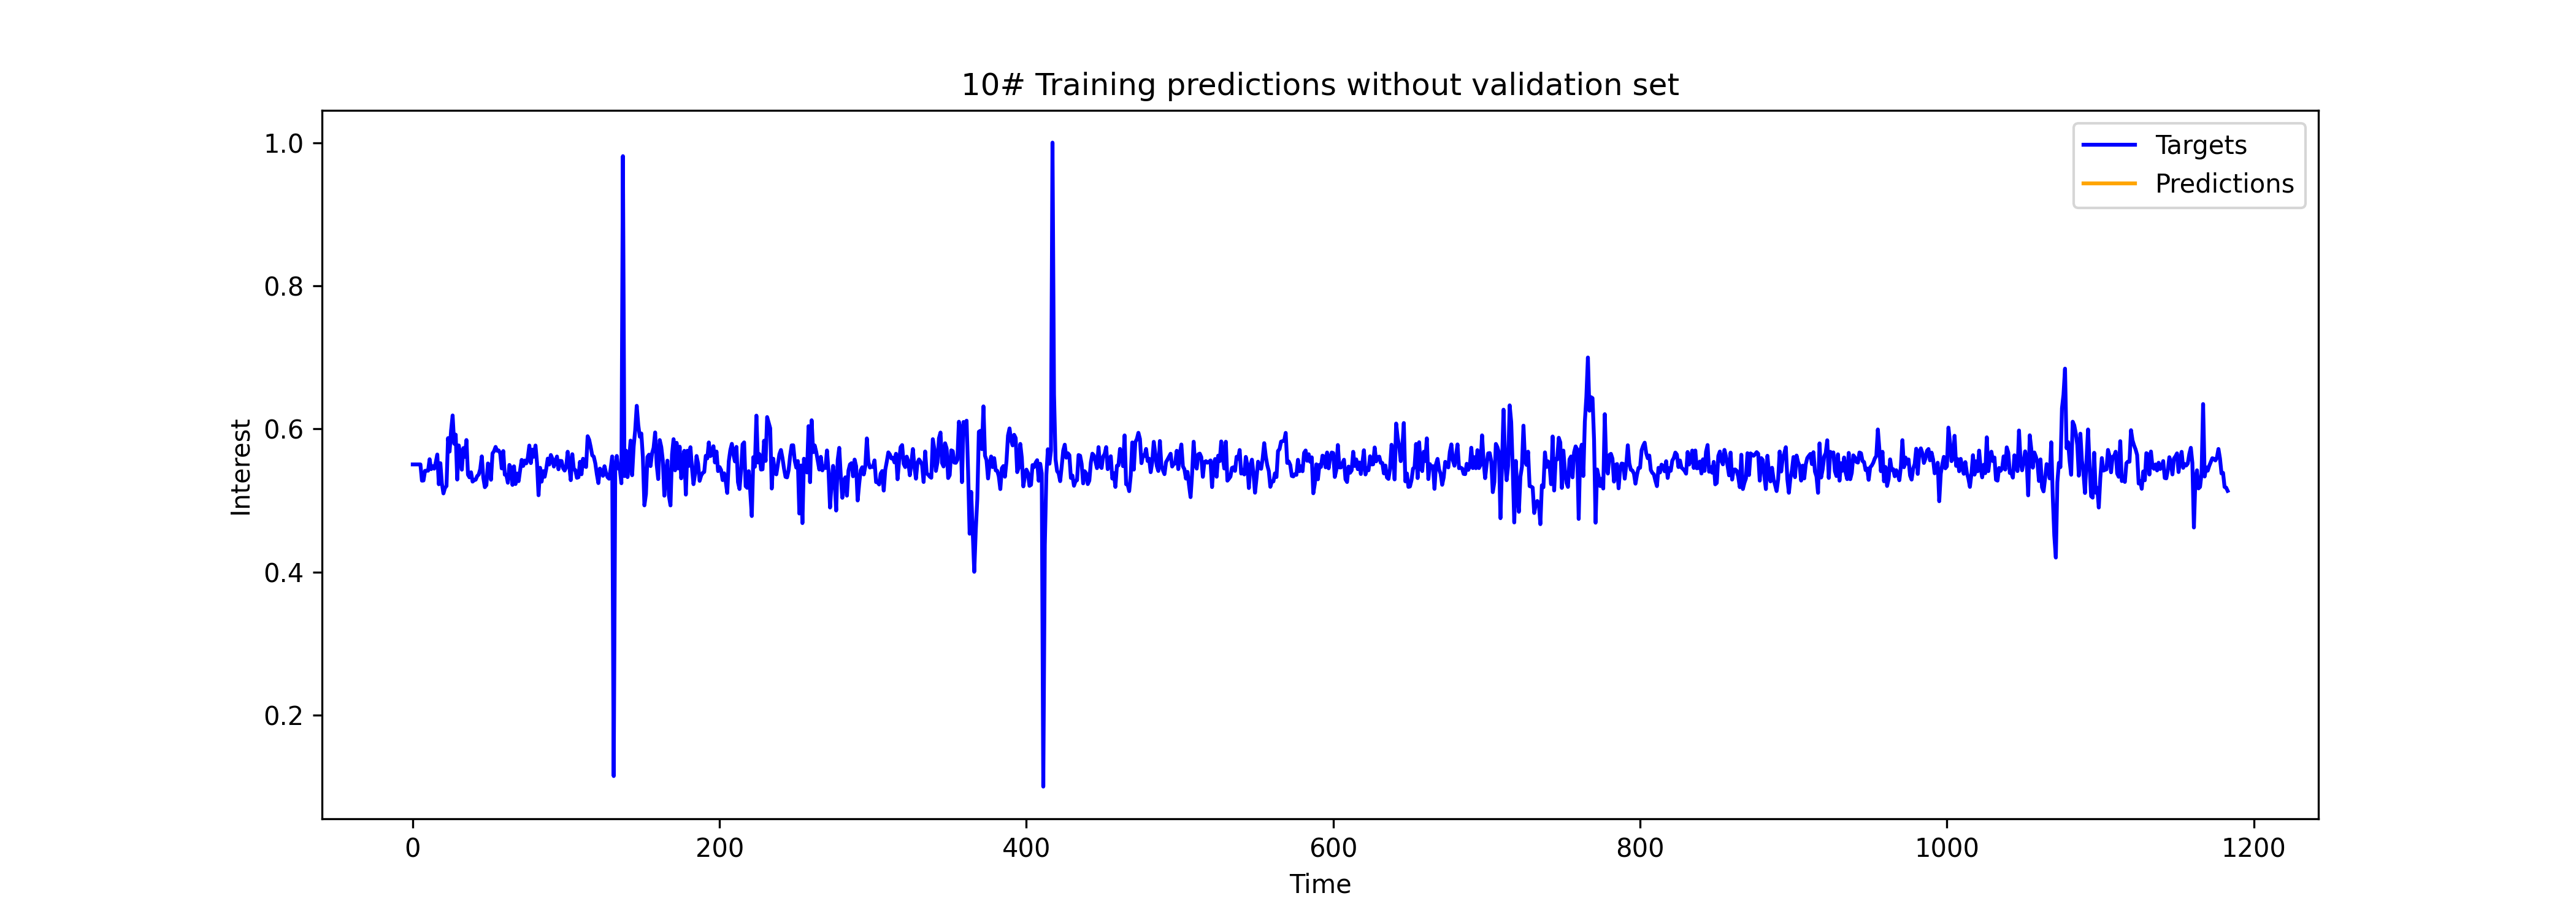 10# Training predictions without validation set
Targets
Predictions
1.0
0.8
0.6
0.4
0.2
Interest
0 200 400 600 800 1000 1200
Time